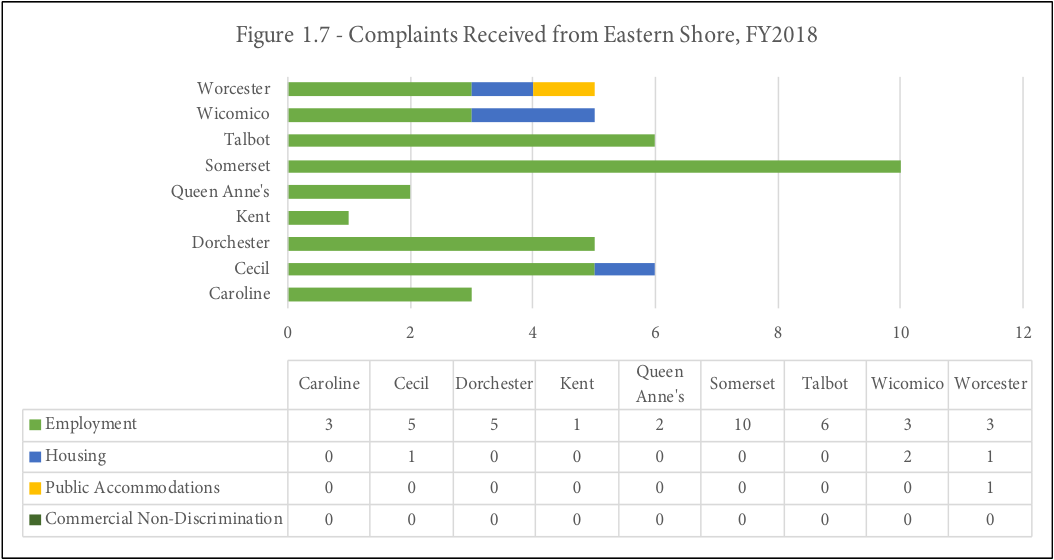 Figure 1.7 - Complaints Received from Eastern Shore, FY2018
Worcester
Wicomico
Talbot
Somerset
Queen Anne's
Kent
Dorchester
Cecil
Caroline
0 2 4 6 8 10 12
Caroline Cecil Dorchester Kent Queen Anne's Somerset Talbot Wicomico Worcester
Employment 3 5 5 1 2 10 6 3 3
Housing 0 1 0 0 0 0 0 2 1
Public Accommodations 0 0 0 0 0 0 0 0 1
Commercial Non-Discrimination 0 0 0 0 0 0 0 0 0